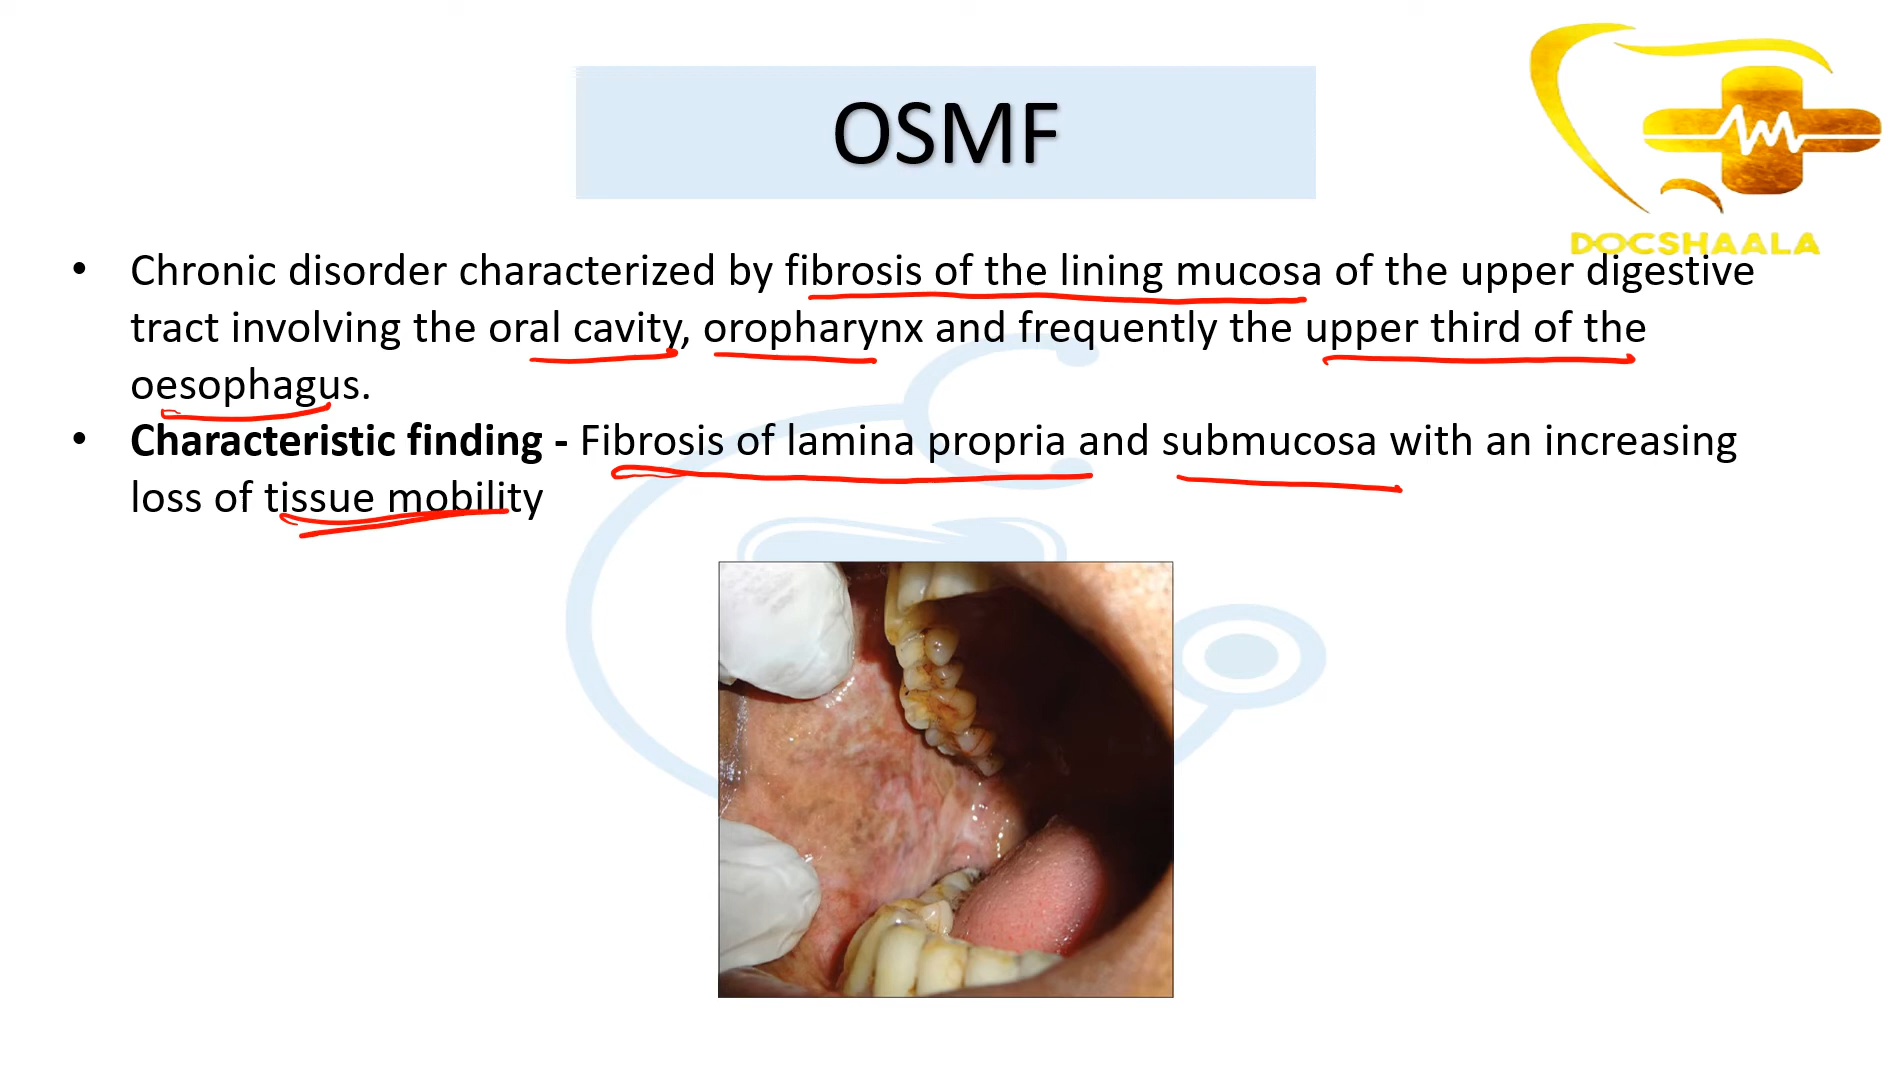 OSMF
DOCSHAALA
• Chronic disorder characterized by fibrosis of the lining mucosa of the upper digestive
tract involving the oral cavity, oropharynx and frequently the upper third of the
oesophagus.
• Characteristic finding - Fibrosis of lamina propria and submucosa with an increasing
loss of tissue mobility